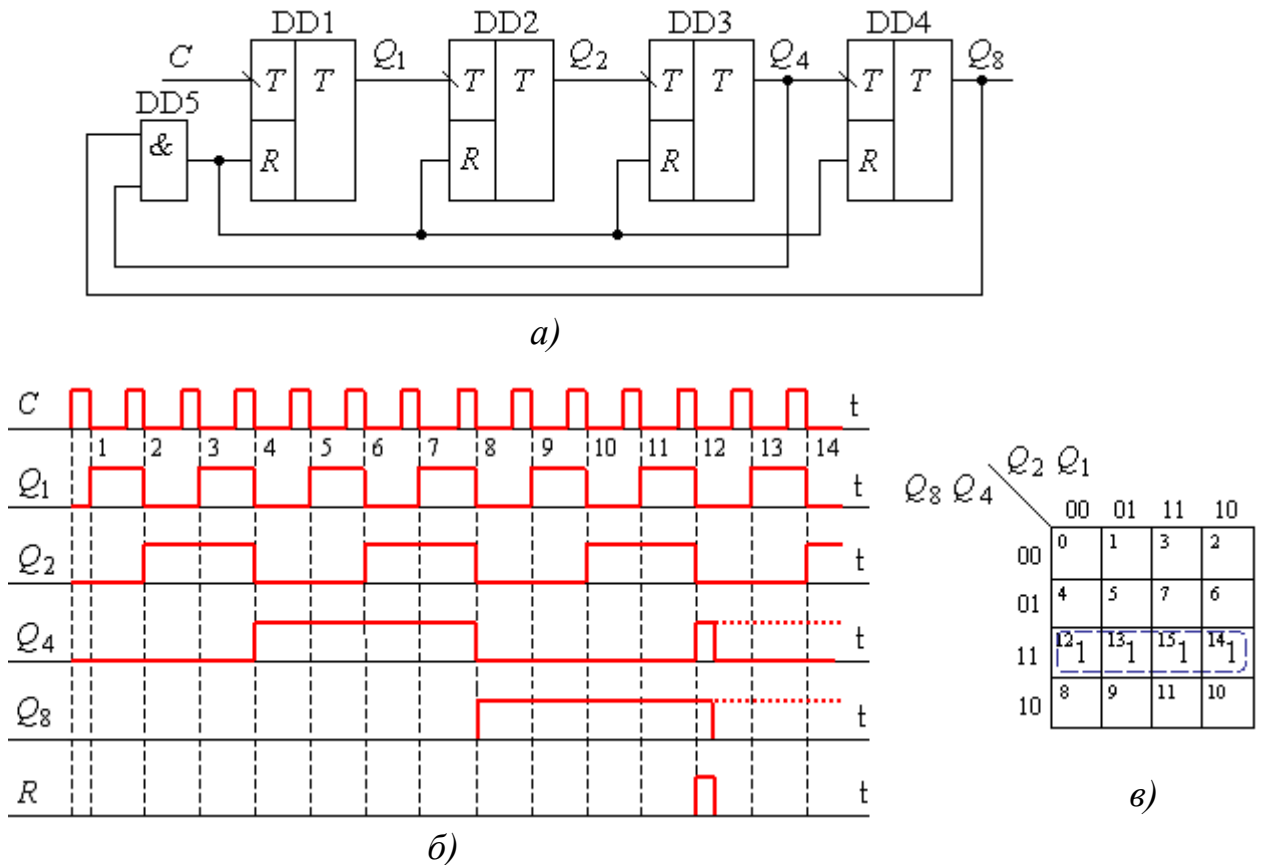 DD1 DD2 DD3 DD4
C Q1 Q2 Q4 Q8
T T T T T T T T
DD5
&
R R R R
а)
C t
1 2 3 4 5 6 7 8 9 10 11 12 13 14
Q1 t
Q2 t
Q4 t
Q8 t
R t
б)
Q2 Q1
Q8 Q4
00 01 11 10
00 0 1 3 2
01 4 5 7 6
11 12 1 13 1 15 1 14 1
10 8 9 11 10
в)